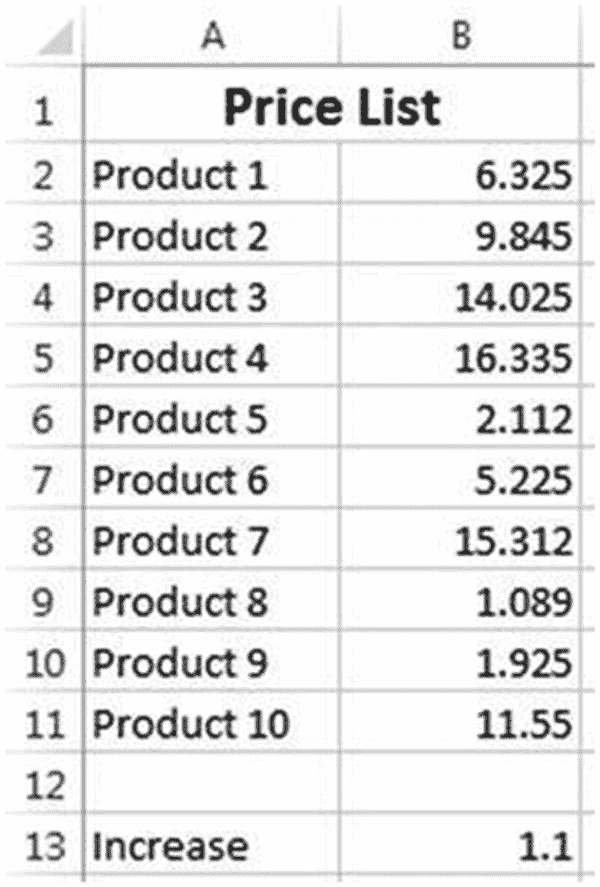 A B
1 Price List
2 Product 1 6.325
3 Product 2 9.845
4 Product 3 14.025
5 Product 4 16.335
6 Product 5 2.112
7 Product 6 5.225
8 Product 7 15.312
9 Product 8 1.089
10 Product 9 1.925
11 Product 10 11.55
12
13 Increase 1.1